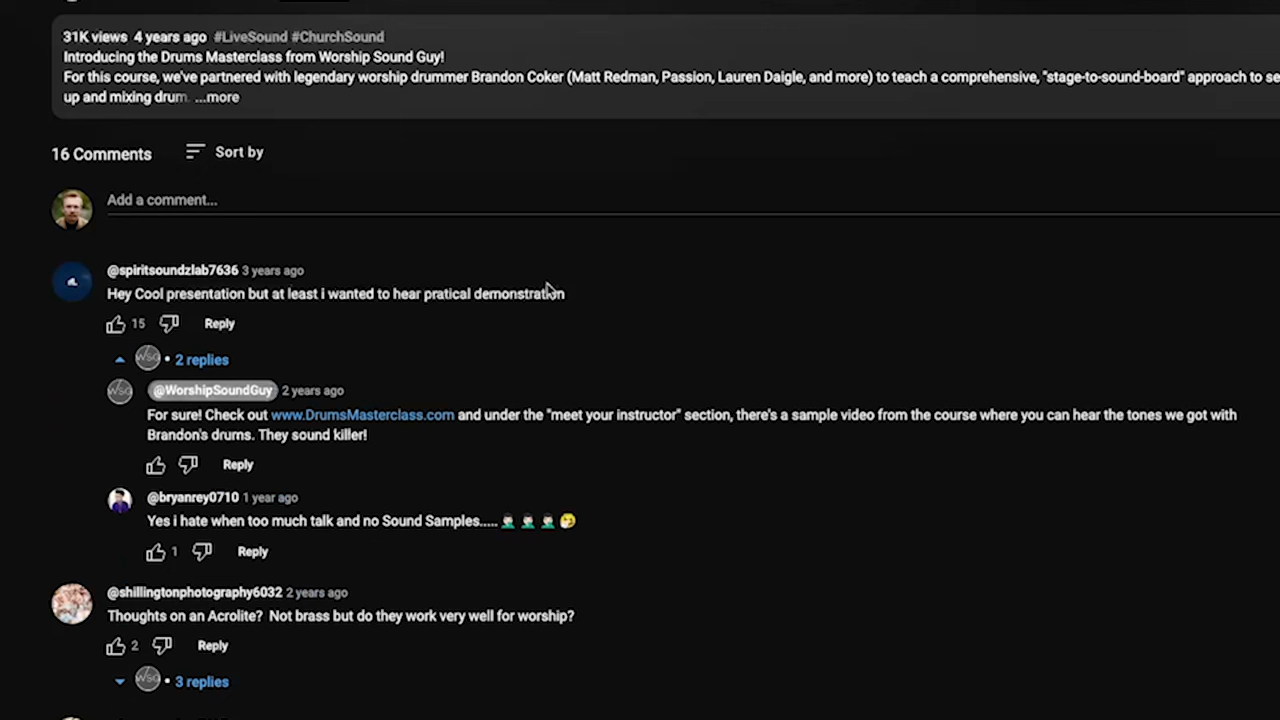 31K views 4 years ago #LiveSound #ChurchSound
Introducing the Drums Masterclass from Worship Sound Guy!
For this course, we've partnered with legendary worship drummer Brandon Coker (Matt Redman, Passion, Lauren Daigle, and more) to teach a comprehensive, "stage-to-sound-board" approach to se
up and mixing drum. ...more
16 Comments Sort by
Add a comment...
@spiritsoundzlab7636 3 years ago
Hey Cool presentation but at least i wanted to hear pratical demonstration
15 Reply
WSG • 2 replies
WSG @WorshipSoundGuy 2 years ago
For sure! Check out www.DrumsMasterclass.com and under the "meet your instructor" section, there's a sample video from the course where you can hear the tones we got with
Brandon's drums. They sound killer!
Reply
@bryanrey0710 1 year ago
Yes i hate when too much talk and no Sound Samples..... 🤦🏻‍♂️ 🤦🏻‍♂️ 🤦🏻‍♂️ 🤔
1 Reply
@shillingtonphotography6032 2 years ago
Thoughts on an Acrolite? Not brass but do they work very well for worship?
2 Reply
WSG • 3 replies